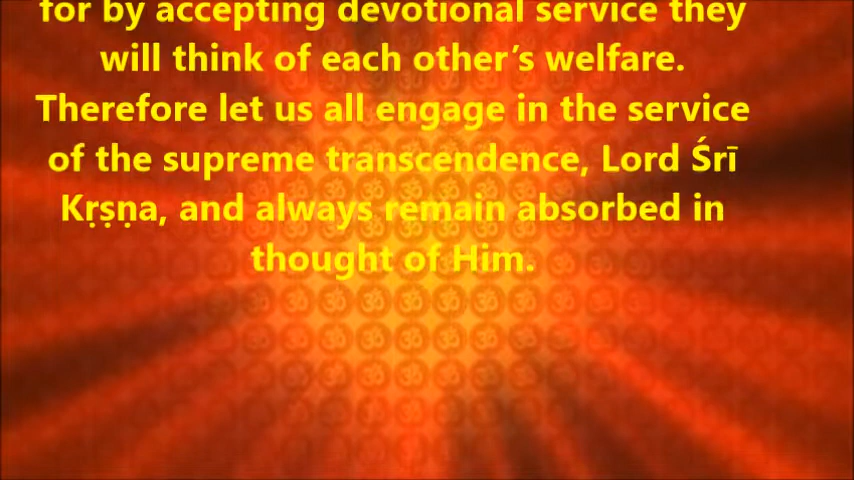 for by accepting devotional service they
will think of each other’s welfare.
Therefore let us all engage in the service
of the supreme transcendence, Lord Śrī
Kṛṣṇa, and always remain absorbed in
thought of Him.